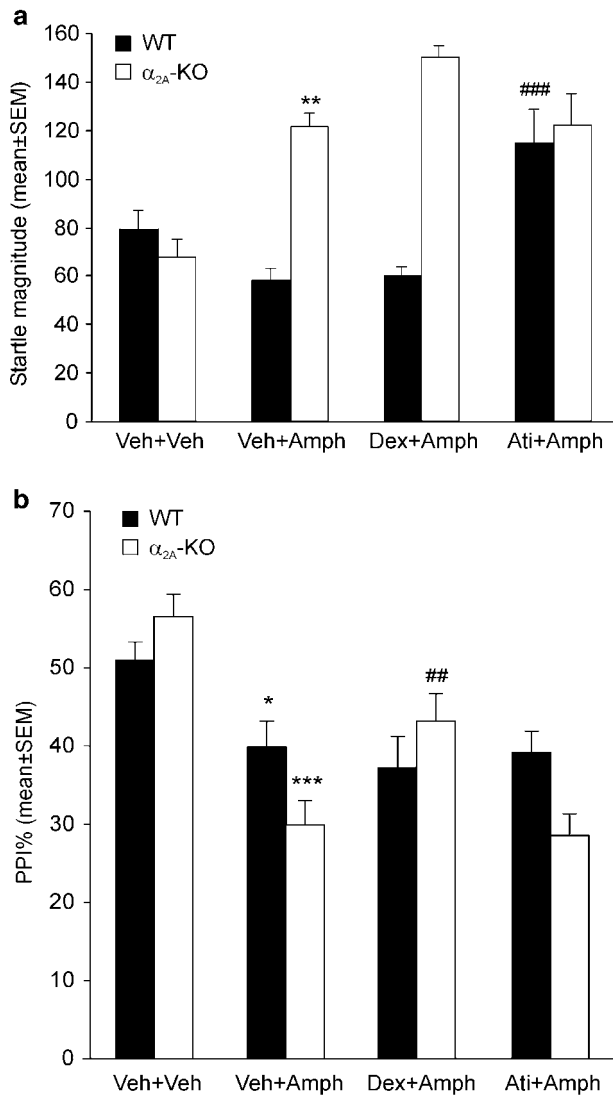 a
Startle magnitude (mean±SEM)
160
140
120
100
80
60
40
20
0
WT
α2A-KO
**
###
Veh+Veh Veh+Amph Dex+Amph Ati+Amph
b
PPI% (mean±SEM)
70
60
50
40
30
20
10
0
WT
α2A-KO
*
***
##
Veh+Veh Veh+Amph Dex+Amph Ati+Amph